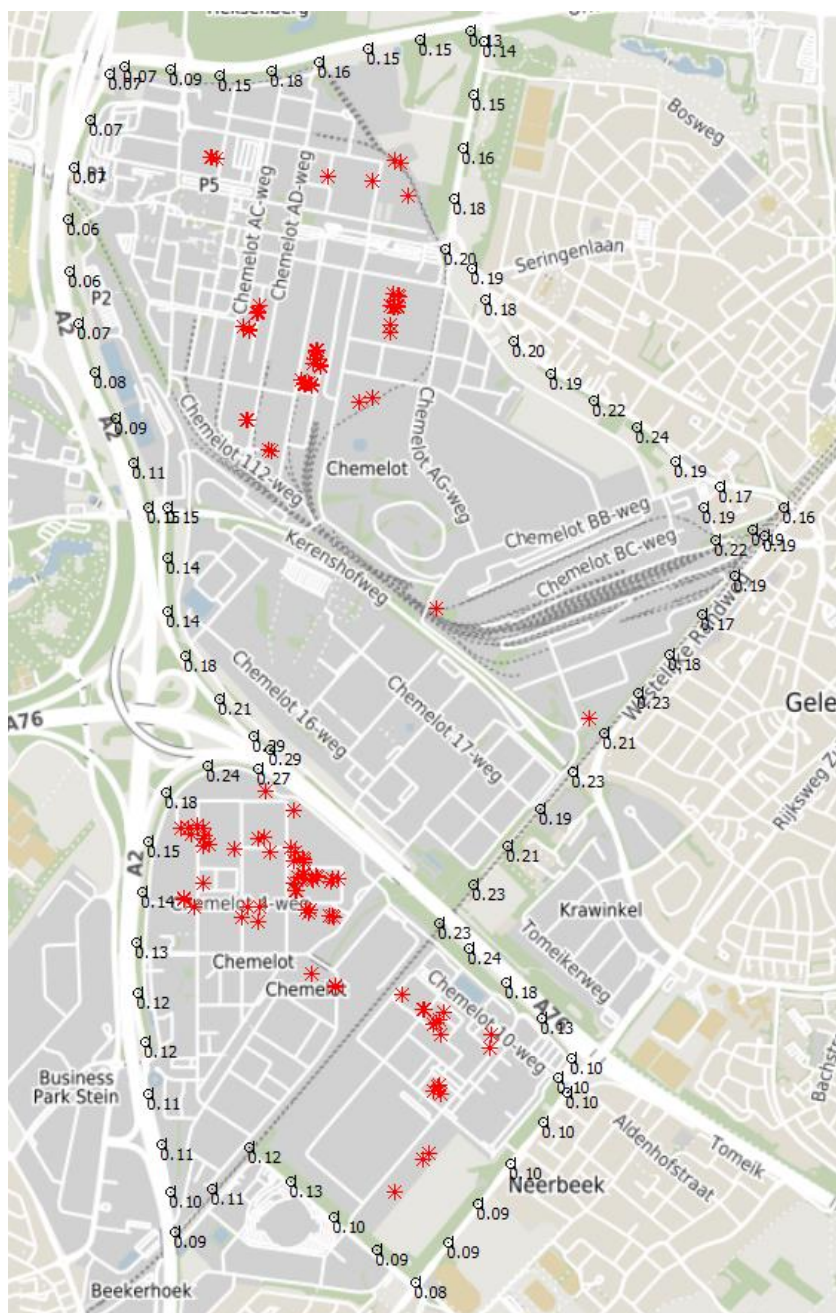 0.13
0.15
0.14
0.15
0.16
0.18
0.15
0.09
0.07
0.07
0.15
Bosweg
0.07
0.16
P1
0.07
P5
0.18
Chemelot AC-weg
Chemelot AD-weg
0.06
0.20
Seringenlaan
0.19
0.06
P2
0.18
A2
0.07
0.20
0.08
0.19
0.22
A2
0.09
0.24
Chemelot 112-weg
Chemelot
Chemelot AG-weg
0.11
0.19
0.17
0.15
0.15
0.19
0.16
Chemelot BB-weg
Kerenshofweg
0.22
0.19
0.19
Chemelot BC-weg
0.14
0.19
0.14
0.17
Westelijke Randweg
0.18
0.18
Chemelot 16-weg
Chemelot 17-weg
0.23
0.21
Gele
A76
0.21
0.29
0.29
0.24
0.27
0.23
0.18
0.19
Rijksweg Z
0.15
A2
0.21
0.14
Chemelot 4-weg
0.23
Krawinkel
0.23
Tomeikerweg
0.13
0.24
Chemelot
Chemelot
0.12
0.18
Chemelot 10-weg
A76
0.13
0.12
0.10
Business
Park Stein
0.10
0.10
0.11
Bachstr
0.10
Aldenhofstraat
Tomeik
0.11
0.12
0.10
Neerbeek
0.10
0.11
0.13
0.09
0.10
0.09
0.09
0.09
Beekerhoek
0.08